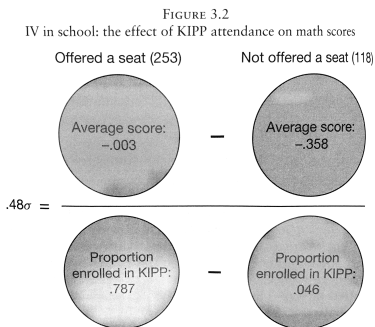 FIGURE 3.2
IV in school: the effect of KIPP attendance on math scores
Offered a seat (253)
Not offered a seat (118)
Average score:
–.003
–
Average score:
–.358
.48σ =
Proportion
enrolled in KIPP:
.787
–
Proportion
enrolled in KIPP:
.046